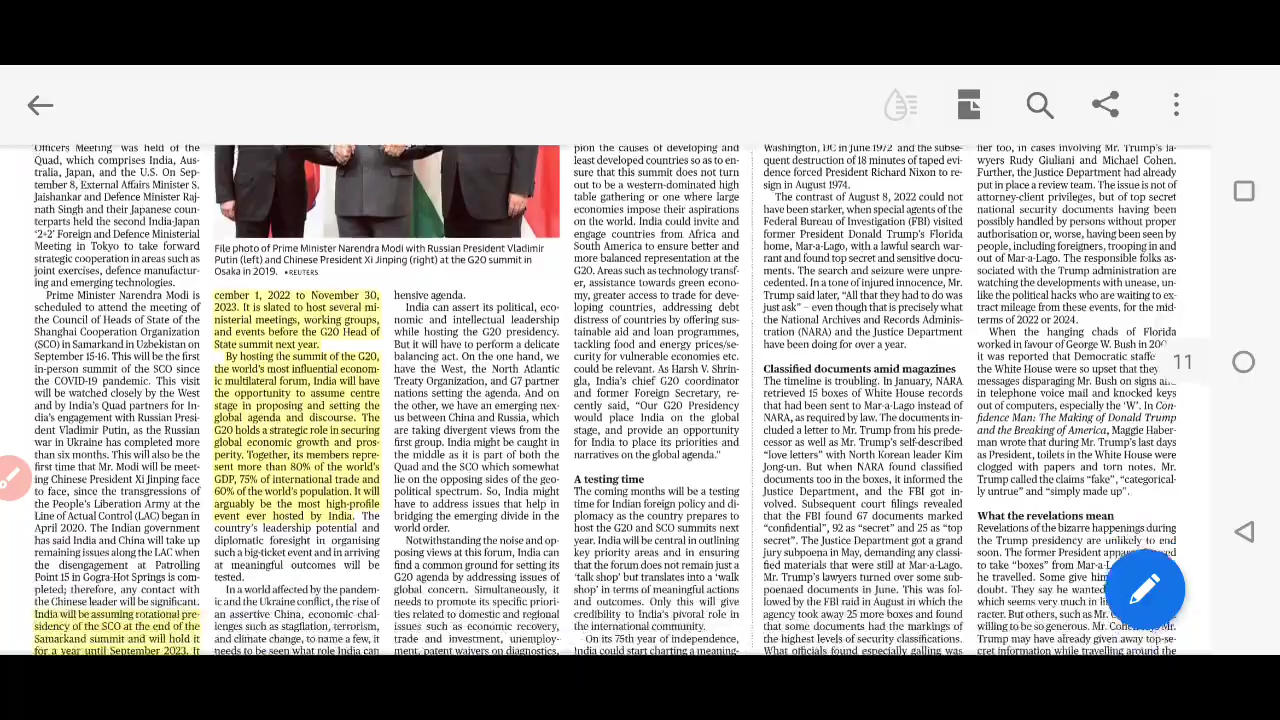 Officers Meeting was held of the
Quad, which comprises India, Aus-
tralia, Japan, and the U.S. On Sep-
tember 8, External Affairs Minister S.
Jaishankar and Defence Minister Raj-
nath Singh and their Japanese coun-
terparts held the second India-Japan
'2+2' Foreign and Defence Ministerial
Meeting in Tokyo to take forward
strategic cooperation in areas such as
joint exercises, defence manufactur-
ing and emerging technologies.
Prime Minister Narendra Modi is
scheduled to attend the meeting of
the Council of Heads of State of the
Shanghai Cooperation Organization
(SCO) in Samarkand in Uzbekistan on
September 15-16. This will be the first
in-person summit of the SCO since
the COVID-19 pandemic. This visit
will be watched closely by the West
and by India's Quad partners for In-
dia's engagement with Russian Presi-
dent Vladimir Putin, as the Russian
war in Ukraine has completed more
than six months. This will also be the
first time that Mr. Modi will be meet-
ing Chinese President Xi Jinping face
to face, since the transgressions of
the People's Liberation Army at the
Line of Actual Control (LAC) began in
April 2020. The Indian government
has said India and China will take up
remaining issues along the LAC when
the disengagement at Patrolling
Point 15 in Gogra-Hot Springs is com-
pleted; therefore, any contact with
the Chinese leader will be significant.
India will be assuming rotational pre-
sidency of the SCO at the end of the
Samarkand summit and will hold it
for a year until September 2023. It
File photo of Prime Minister Narendra Modi with Russian President Vladimir
Putin (left) and Chinese President Xi Jinping (right) at the G20 summit in
Osaka in 2019. •REUTERS
cember 1, 2022 to November 30,
2023. It is slated to host several mi-
nisterial meetings, working groups,
and events before the G20 Head of
State summit next year.
By hosting the summit of the G20,
the world's most influential econom-
ic multilateral forum, India will have
the opportunity to assume centre
stage in proposing and setting the
global agenda and discourse. The
G20 holds a strategic role in securing
global economic growth and pros-
perity. Together, its members repre-
sent more than 80% of the world's
GDP, 75% of international trade and
60% of the world's population. It will
arguably be the most high-profile
event ever hosted by India. The
country's leadership potential and
diplomatic foresight in organising
such a big-ticket event and in arriving
at meaningful outcomes will be
tested.
In a world affected by the pandem-
ic and the Ukraine conflict, the rise of
an assertive China, economic chal-
lenges such as stagflation, terrorism,
and climate change, to name a few, it
needs to be seen what role India can
hensive agenda.
India can assert its political, eco-
nomic and intellectual leadership
while hosting the G20 presidency.
But it will have to perform a delicate
balancing act. On the one hand, we
have the West, the North Atlantic
Treaty Organization, and G7 partner
nations setting the agenda. And on
the other, we have an emerging nex-
us between China and Russia, which
are taking divergent views from the
first group. India might be caught in
the middle as it is part of both the
Quad and the SCO which somewhat
lie on the opposing sides of the geo-
political spectrum. So, India might
have to address issues that help in
bridging the emerging divide in the
world order.
Notwithstanding the noise and op-
posing views at this forum, India can
find a common ground for setting its
G20 agenda by addressing issues of
global concern. Simultaneously, it
needs to promote its specific priori-
ties related to domestic and regional
issues such as economic recovery,
trade and investment, unemploy-
ment, patent waivers on diagnostics,
pion the causes of developing and
least developed countries so as to en-
sure that this summit does not turn
out to be a western-dominated high
table gathering or one where large
economies impose their aspirations
on the world. India could invite and
engage countries from Africa and
South America to ensure better and
more balanced representation at the
G20. Areas such as technology transf-
er, assistance towards green econo-
my, greater access to trade for deve-
loping countries, addressing debt
distress of countries by offering sus-
tainable aid and loan programmes,
tackling food and energy prices/se-
curity for vulnerable economies etc.
could be relevant. As Harsh V. Shrin-
gla, India's chief G20 coordinator
and former Foreign Secretary, re-
cently said, "Our G20 Presidency
would place India on the global
stage, and provide an opportunity
for India to place its priorities and
narratives on the global agenda."
A testing time
The coming months will be a testing
time for Indian foreign policy and di-
plomacy as the country prepares to
host the G20 and SCO summits next
year. India will be central in outlining
key priority areas and in ensuring
that the forum does not remain just a
'talk shop' but translates into a 'walk
shop' in terms of meaningful actions
and outcomes. Only this will give
credibility to India's pivotal role in
the international community.
On its 75th year of independence,
India could start charting a meaning-
Washington, DC in June 1972 and the subse-
quent destruction of 18 minutes of taped evi-
dence forced President Richard Nixon to re-
sign in August 1974.
The contrast of August 8, 2022 could not
have been starker, when special agents of the
Federal Bureau of Investigation (FBI) visited
former President Donald Trump's Florida
home, Mar-a-Lago, with a lawful search war-
rant and found top secret and sensitive docu-
ments. The search and seizure were unpre-
cedented. In a tone of injured innocence, Mr.
Trump said later, "All that they had to do was
just ask" – even though that is precisely what
the National Archives and Records Adminis-
tration (NARA) and the Justice Department
have been doing for over a year.
Classified documents amid magazines
The timeline is troubling. In January, NARA
retrieved 15 boxes of White House records
that had been sent to Mar-a-Lago instead of
NARA, as required by law. The documents in-
cluded a letter to Mr. Trump from his prede-
cessor as well as Mr. Trump's self-described
"love letters" with North Korean leader Kim
Jong-un. But when NARA found classified
documents too in the boxes, it informed the
Justice Department, and the FBI got in-
volved. Subsequent court filings revealed
that the FBI found 67 documents marked
"confidential", 92 as "secret" and 25 as "top
secret". The Justice Department got a grand
jury subpoena in May, demanding any classi-
fied materials that were still at Mar-a-Lago.
Mr. Trump's lawyers turned over some sub-
poenaed documents in June. This was fol-
lowed by the FBI raid in August in which the
agency took away 25 more boxes and found
that some documents had the markings of
the highest levels of security classifications.
What officials found especially galling was
her too, in cases involving Mr. Trump's la-
wyers Rudy Giuliani and Michael Cohen.
Further, the Justice Department had already
put in place a review team. The issue is not of
attorney-client privileges, but of top secret
national security documents having been
possibly handled by persons without proper
authorisation or, worse, having been seen by
people, including foreigners, trooping in and
out of Mar-a-Lago. The responsible folks as-
sociated with the Trump administration are
watching the developments with unease, un-
like the political hacks who are waiting to ex-
tract mileage from these events, for the mid-
terms of 2022 or 2024.
When the hanging chads of Florida
worked in favour of George W. Bush in 200
it was reported that Democratic staffe
the White House were so upset that they
messages disparaging Mr. Bush on signs an
in telephone voice mail and knocked keys
out of computers, especially the 'W'. In Con-
fidence Man: The Making of Donald Trump
and the Breaking of America, Maggie Haber-
man wrote that during Mr. Trump's last days
as President, toilets in the White House were
clogged with papers and torn notes. Mr.
Trump called the claims "fake", "categorical-
ly untrue" and "simply made up".
What the revelations mean
Revelations of the bizarre happenings during
the Trump presidency are unlikely to end
soon. The former President
to take "boxes" from Mar-a-L
he travelled. Some give him
say. They say he wanted
which seems very much in
racter. But others, such as Mr.
willing to be so generous. Mr.
Trump may have already given away top-se-
cret information while travelling around the
11